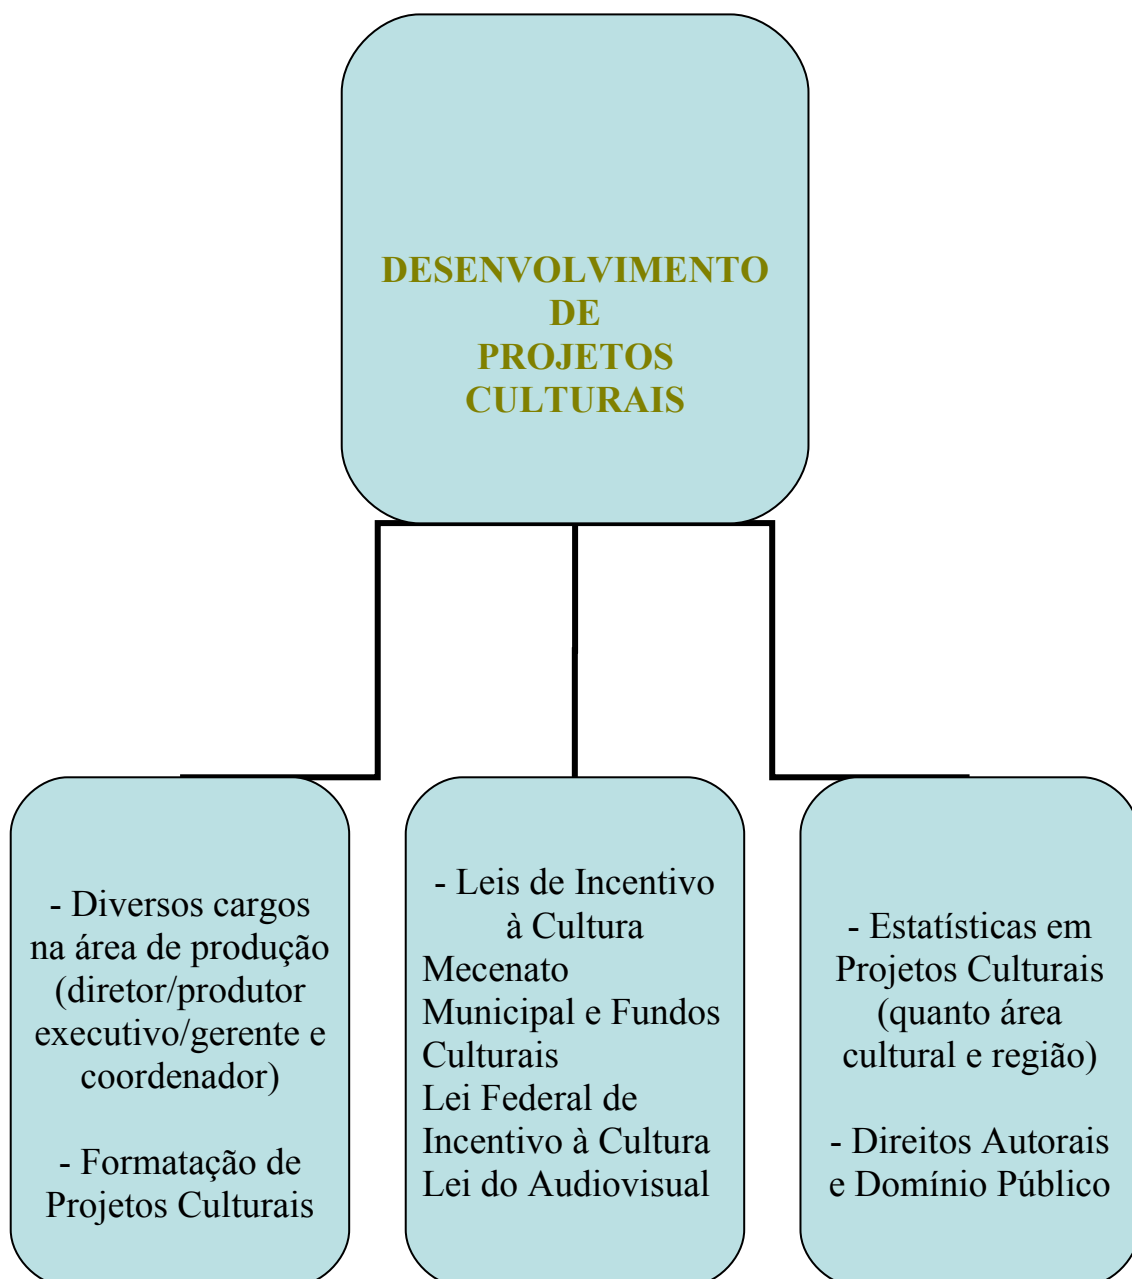 DESENVOLVIMENTO
DE
PROJETOS
CULTURAIS
- Diversos cargos
na área de produção
(diretor/produtor
executivo/gerente e
coordenador)
- Formatação de
Projetos Culturais
- Leis de Incentivo
à Cultura
Mecenato
Municipal e Fundos
Culturais
Lei Federal de
Incentivo à Cultura
Lei do Audiovisual
- Estatísticas em
Projetos Culturais
(quanto área
cultural e região)
- Direitos Autorais
e Domínio Público